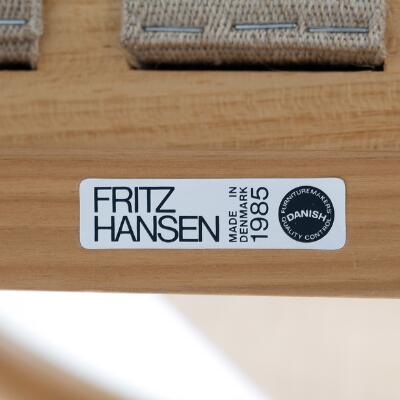 FRITZ
HANSEN
MADE IN
DENMARK
1985
FURNITUREMAKERS
DANISH
QUALITY CONTROL